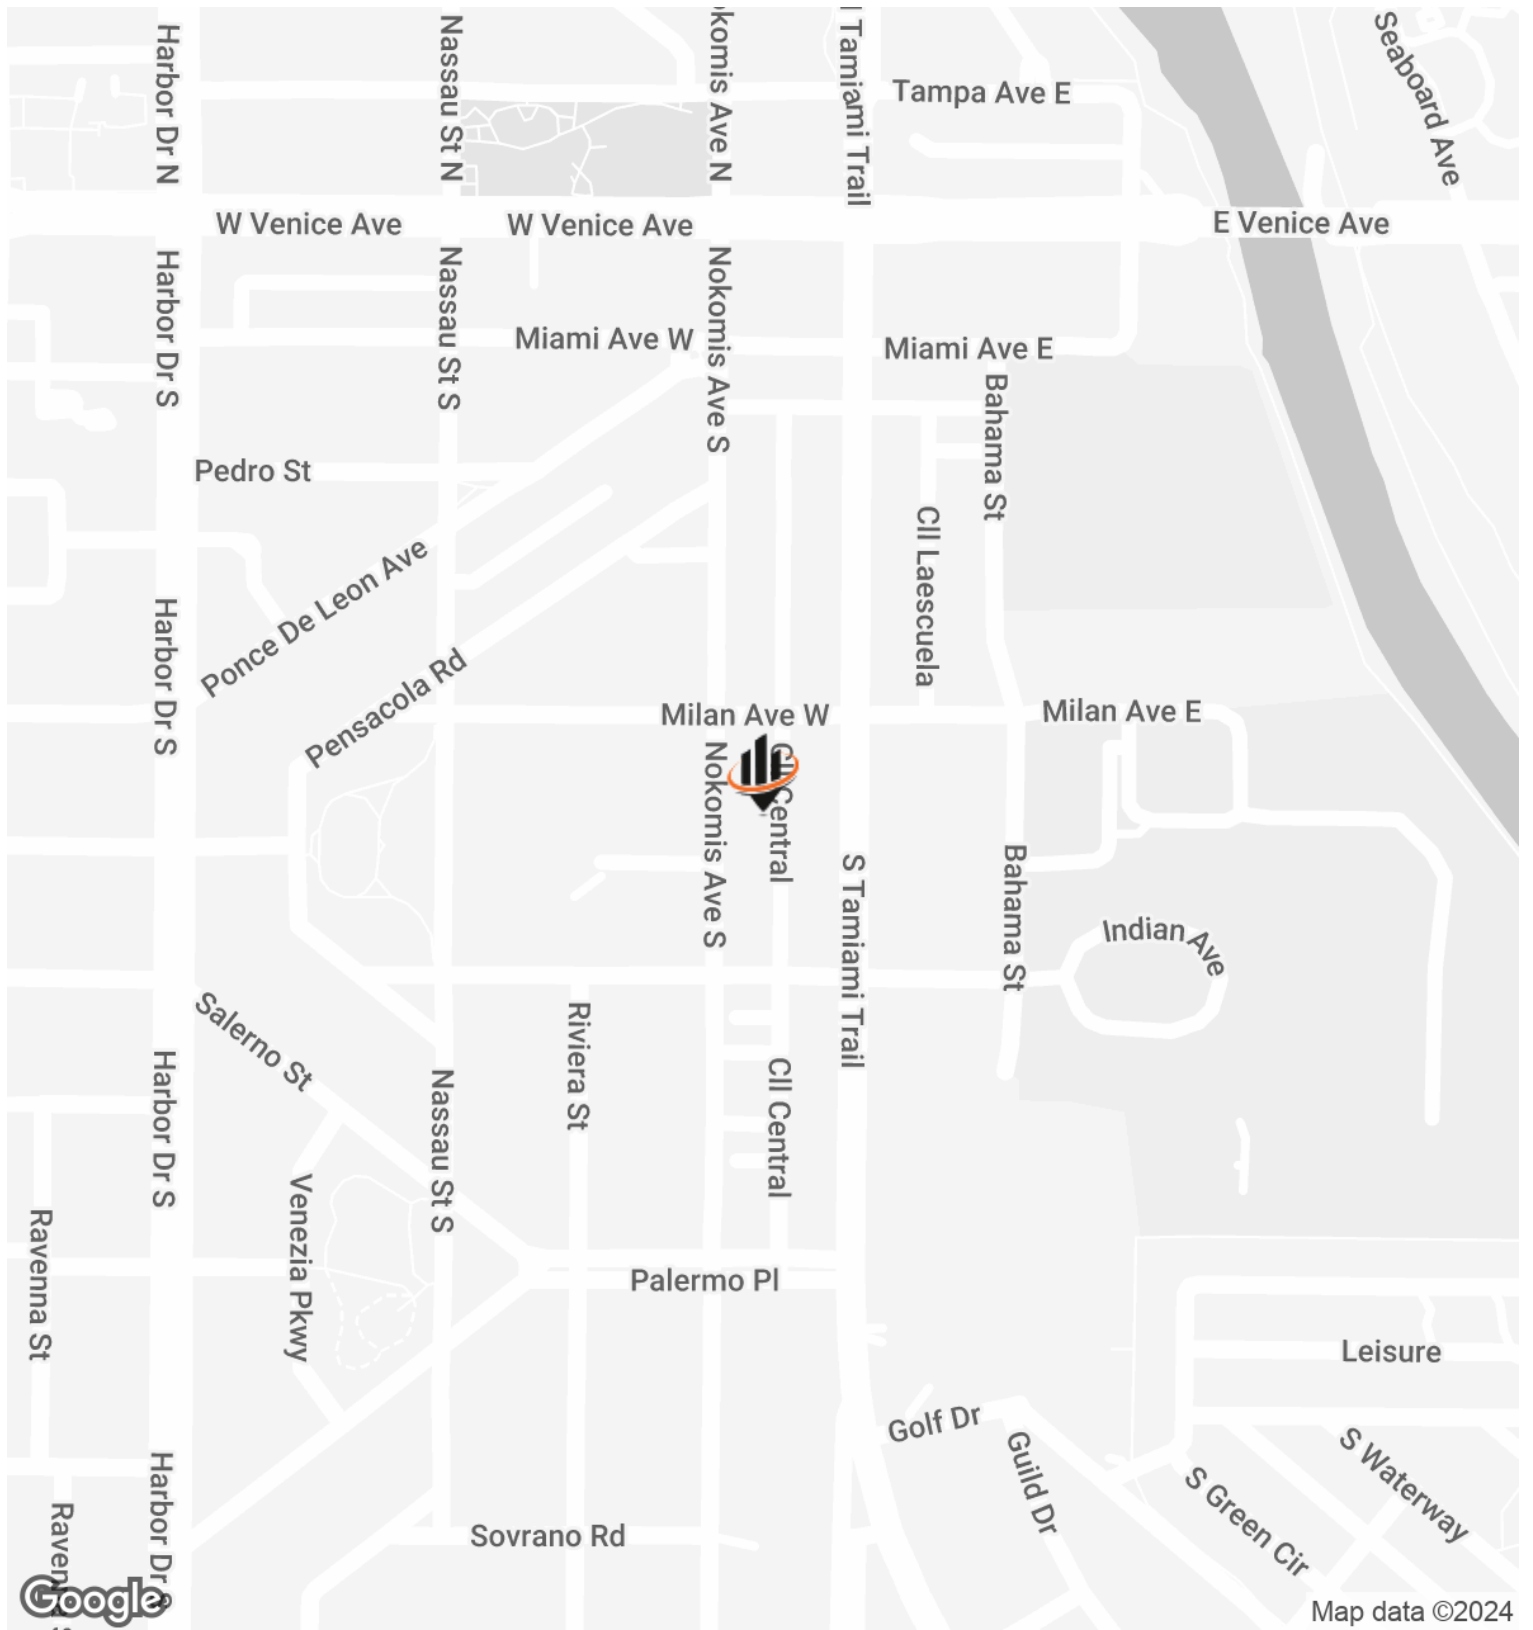 Harbor Dr N
Nassau St N
okomis Ave N
Tamiami Trail
Tampa Ave E
Seaboard Ave
W Venice Ave
W Venice Ave
E Venice Ave
Harbor Dr S
Nassau St S
Nokomis Ave S
Miami Ave W
Miami Ave E
Bahama St
Pedro St
Cll Laescuela
Ponce De Leon Ave
Harbor Dr S
Pensacola Rd
Milan Ave W
Milan Ave E
Nokomis Ave S
Cll Central
S Tamiami Trail
Bahama St
Indian Ave
Salerno St
Riviera St
Harbor Dr S
Nassau St S
Cll Central
Venezia Pkwy
Ravenna St
Palermo Pl
Leisure
Golf Dr
Guild Dr
S Waterway
S Green Cir
Harbor Dr S
Sovrano Rd
Google
Map data ©2024